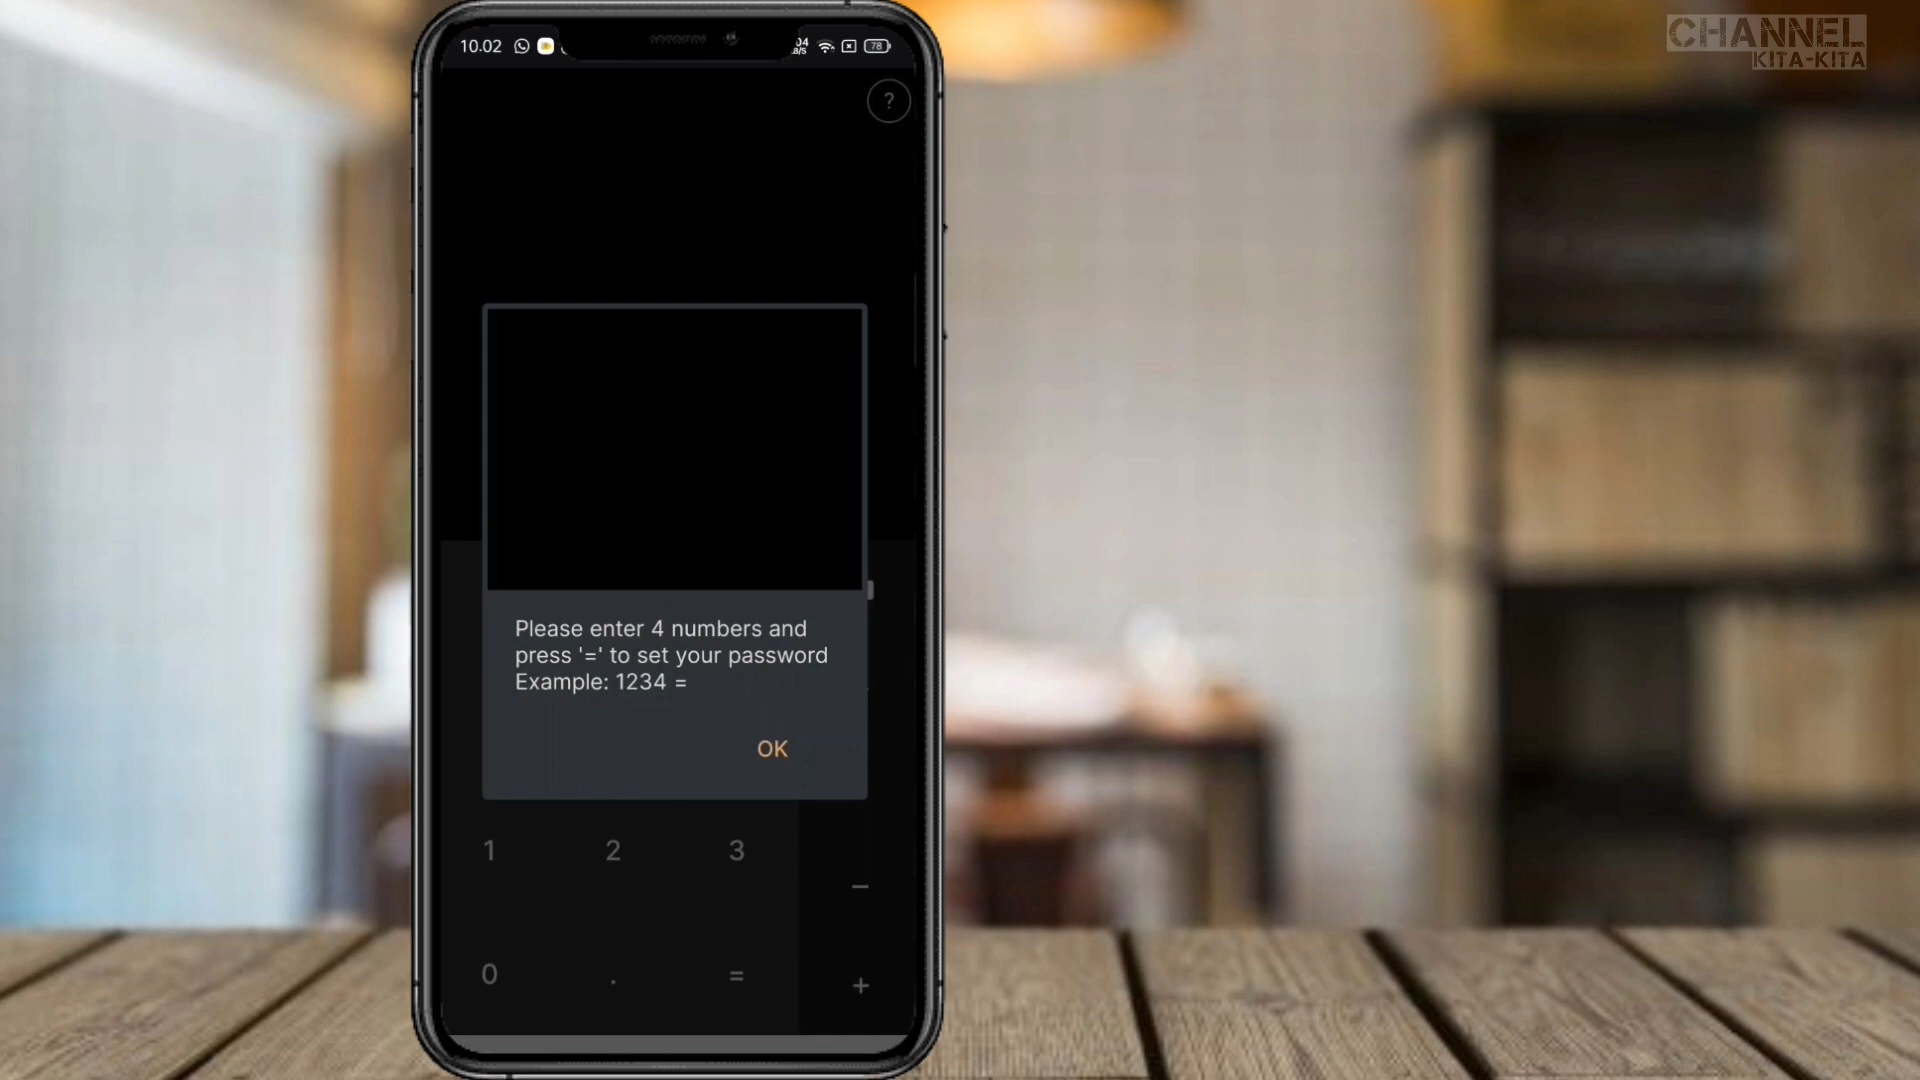 CHANNEL
KITA-KITA
10.02
78
?
Please enter 4 numbers and
press '=' to set your password
Example: 1234 =
OK
1 2 3
−
0 . =
+